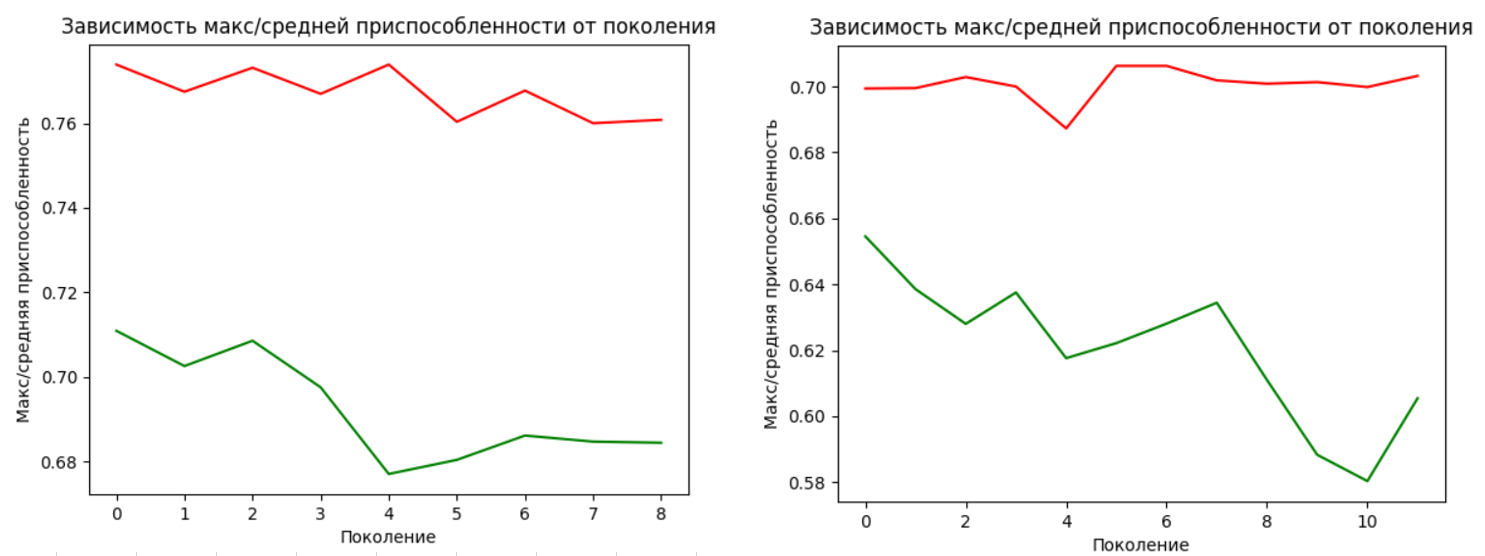 Зависимость макс/средней приспособленности от поколения
Макс/средняя приспособленность
0.76
0.74
0.72
0.70
0.68
0 1 2 3 4 5 6 7 8
Поколение
Зависимость макс/средней приспособленности от поколения
Макс/средняя приспособленность
0.70
0.68
0.66
0.64
0.62
0.60
0.58
0 2 4 6 8 10
Поколение